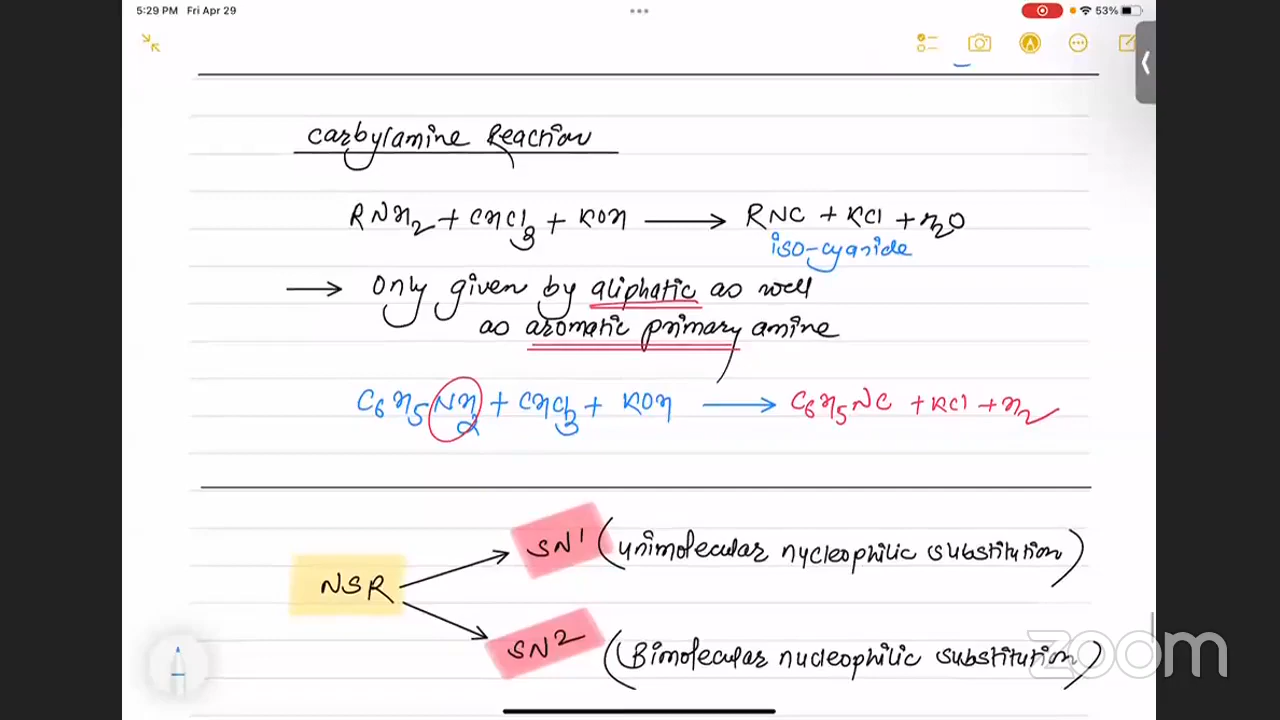 5:29 PM Fri Apr 29
53%
Carbylamine Reaction
RNH2 + CHCl3 + KOH → RNC + KCl + H2O
iso-cyanide
→ Only given by aliphatic as well
as aromatic primary amine
C6H5NH2 + CHCl3 + KOH → C6H5NC + KCl + H2
NSR
SN1 (unimolecular nucleophilic substitution)
SN2 (Bimolecular nucleophilic substitution)
zoom